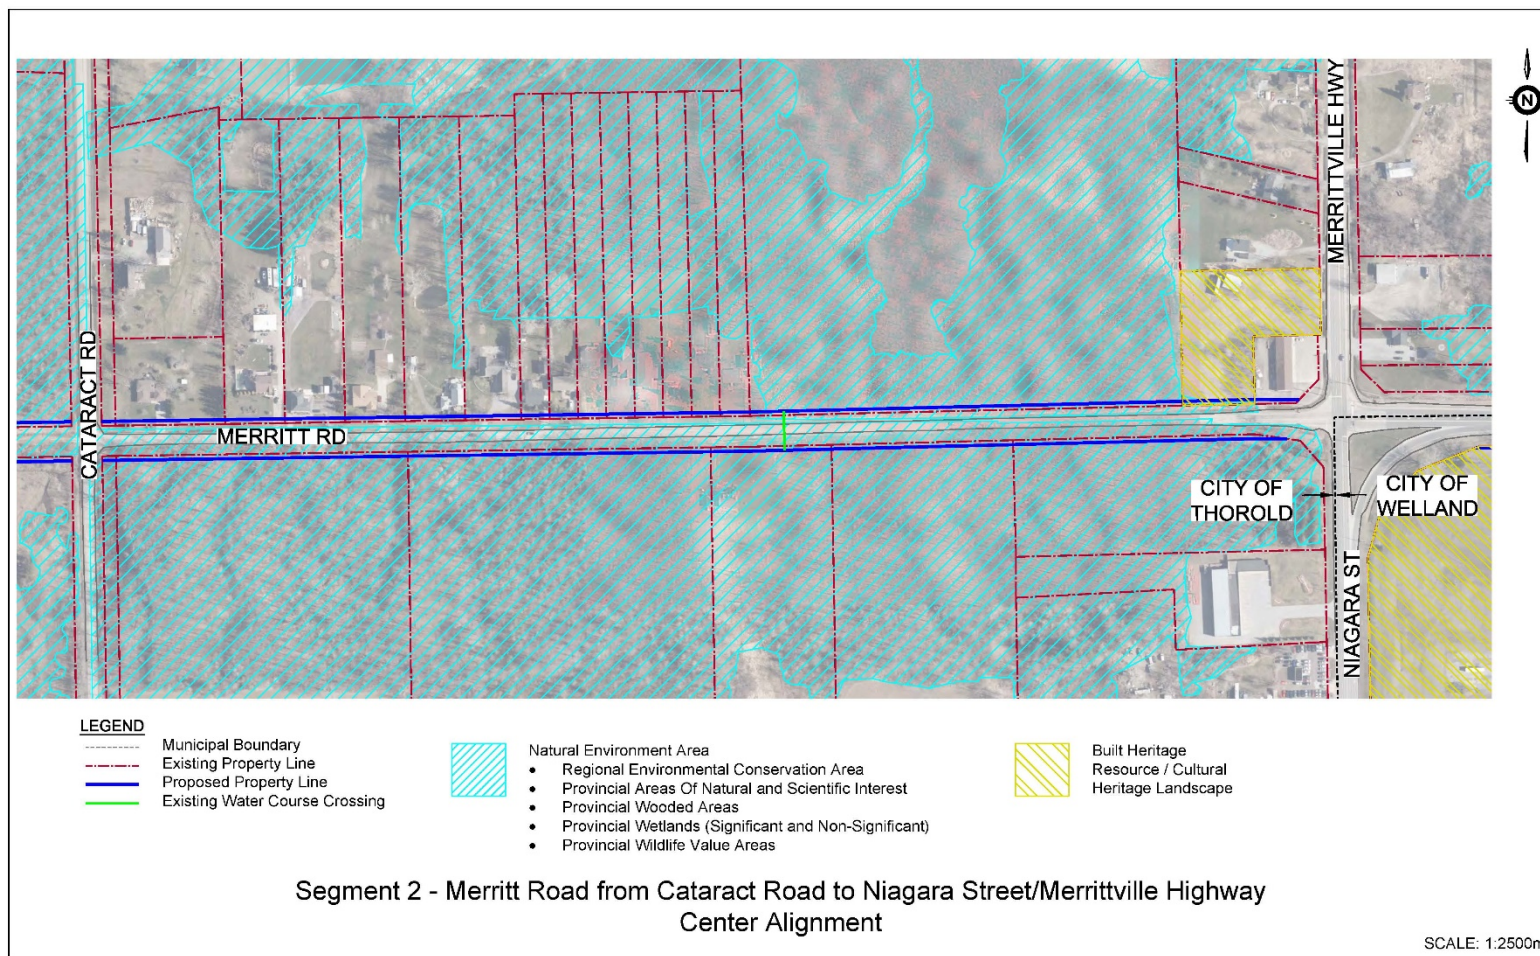 N
MERRITTVILLE HWY
CATARACT RD
MERRITT RD
CITY OF
THOROLD
CITY OF
WELLAND
NIAGARA ST
LEGEND
Municipal Boundary
Existing Property Line
Proposed Property Line
Existing Water Course Crossing
Natural Environment Area
• Regional Environmental Conservation Area
• Provincial Areas Of Natural and Scientific Interest
• Provincial Wooded Areas
• Provincial Wetlands (Significant and Non-Significant)
• Provincial Wildlife Value Areas
Built Heritage
Resource / Cultural
Heritage Landscape
Segment 2 - Merritt Road from Cataract Road to Niagara Street/Merrittville Highway
Center Alignment
SCALE: 1:2500m